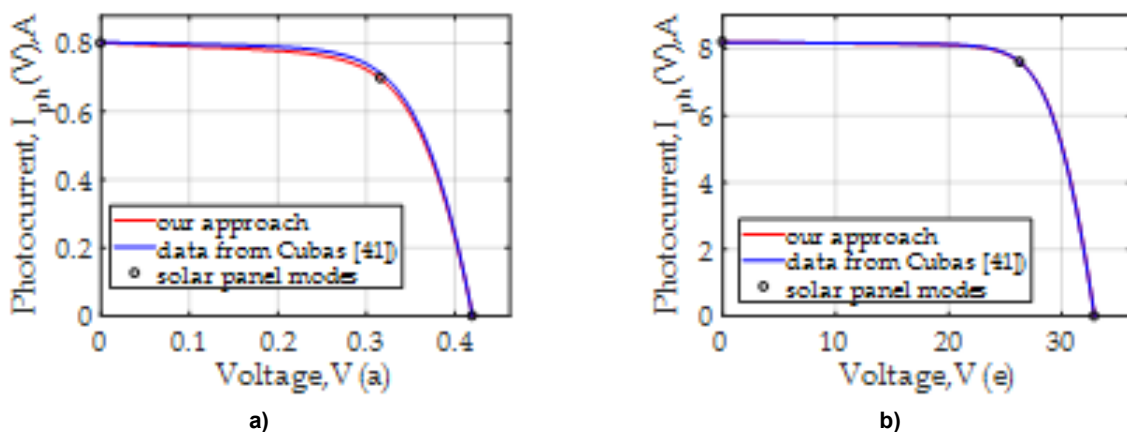 Photocurrent, I_ph (V), A
0.8
0.6
0.4
0.2
0
our approach
data from Cubas [41])
solar panel modes
0 0.1 0.2 0.3 0.4
Voltage, V (a)
a)
Photocurrent, I_ph (V), A
8
6
4
2
0
our approach
data from Cubas [41])
solar panel modes
0 10 20 30
Voltage, V (e)
b)